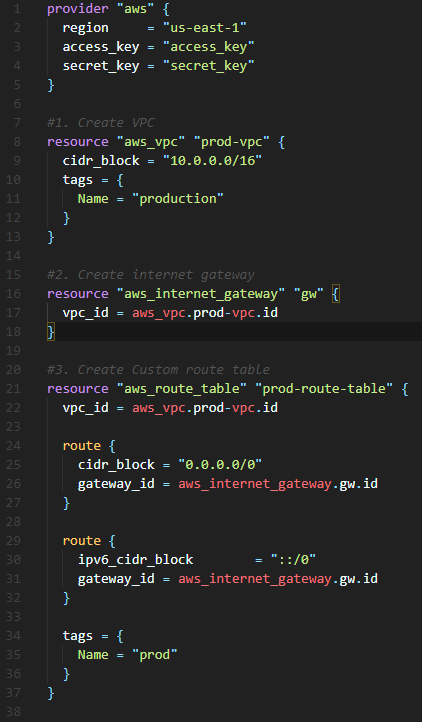 1 provider "aws" {
2   region     = "us-east-1"
3   access_key = "access_key"
4   secret_key = "secret_key"
5 }
6
7 #1. Create VPC
8 resource "aws_vpc" "prod-vpc" {
9   cidr_block = "10.0.0.0/16"
10   tags = {
11     Name = "production"
12   }
13 }
14
15 #2. Create internet gateway
16 resource "aws_internet_gateway" "gw" {
17   vpc_id = aws_vpc.prod-vpc.id
18 }
19
20 #3. Create Custom route table
21 resource "aws_route_table" "prod-route-table" {
22   vpc_id = aws_vpc.prod-vpc.id
23
24   route {
25     cidr_block = "0.0.0.0/0"
26     gateway_id = aws_internet_gateway.gw.id
27   }
28
29   route {
30     ipv6_cidr_block        = "::/0"
31     gateway_id = aws_internet_gateway.gw.id
32   }
33
34   tags = {
35     Name = "prod"
36   }
37 }
38